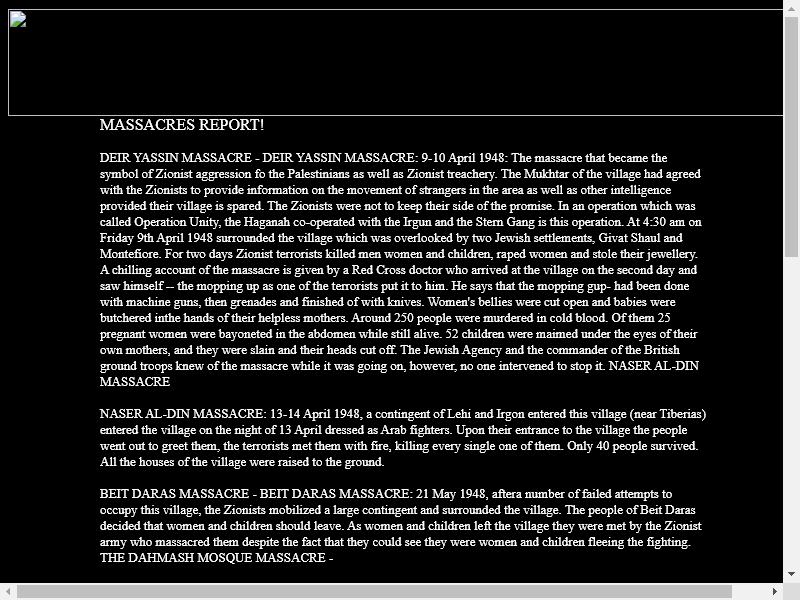 MASSACRES REPORT!
DEIR YASSIN MASSACRE - DEIR YASSIN MASSACRE: 9-10 April 1948: The massacre that became the
symbol of Zionist aggression fo the Palestinians as well as Zionist treachery. The Mukhtar of the village had agreed
with the Zionists to provide information on the movement of strangers in the area as well as other intelligence
provided their village is spared. The Zionists were not to keep their side of the promise. In an operation which was
called Operation Unity, the Haganah co-operated with the Irgun and the Stern Gang is this operation. At 4:30 am on
Friday 9th April 1948 surrounded the village which was overlooked by two Jewish settlements, Givat Shaul and
Montefiore. For two days Zionist terrorists killed men women and children, raped women and stole their jewellery.
A chilling account of the massacre is given by a Red Cross doctor who arrived at the village on the second day and
saw himself -- the mopping up as one of the terrorists put it to him. He says that the mopping gup- had been done
with machine guns, then grenades and finished of with knives. Women's bellies were cut open and babies were
butchered inthe hands of their helpless mothers. Around 250 people were murdered in cold blood. Of them 25
pregnant women were bayoneted in the abdomen while still alive. 52 children were maimed under the eyes of their
own mothers, and they were slain and their heads cut off. The Jewish Agency and the commander of the British
ground troops knew of the massacre while it was going on, however, no one intervened to stop it. NASER AL-DIN
MASSACRE
NASER AL-DIN MASSACRE: 13-14 April 1948, a contingent of Lehi and Irgon entered this village (near Tiberias)
entered the village on the night of 13 April dressed as Arab fighters. Upon their entrance to the village the people
went out to greet them, the terrorists met them with fire, killing every single one of them. Only 40 people survived.
All the houses of the village were raised to the ground.
BEIT DARAS MASSACRE - BEIT DARAS MASSACRE: 21 May 1948, aftera number of failed attempts to
occupy this village, the Zionists mobilized a large contingent and surrounded the village. The people of Beit Daras
decided that women and children should leave. As women and children left the village they were met by the Zionist
army who massacred them despite the fact that they could see they were women and children fleeing the fighting.
THE DAHMASH MOSQUE MASSACRE -